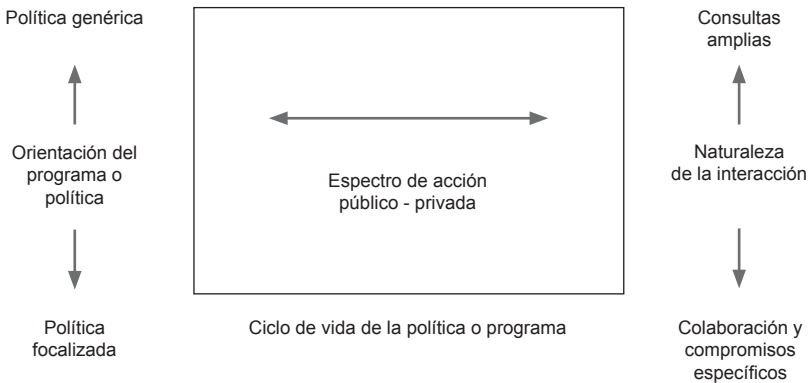 Política genérica
Orientación del
programa o
política
Política
focalizada
Espectro de acción
público - privada
Ciclo de vida de la política o programa
Consultas
amplias
Naturaleza
de la interacción
Colaboración y
compromisos
específicos